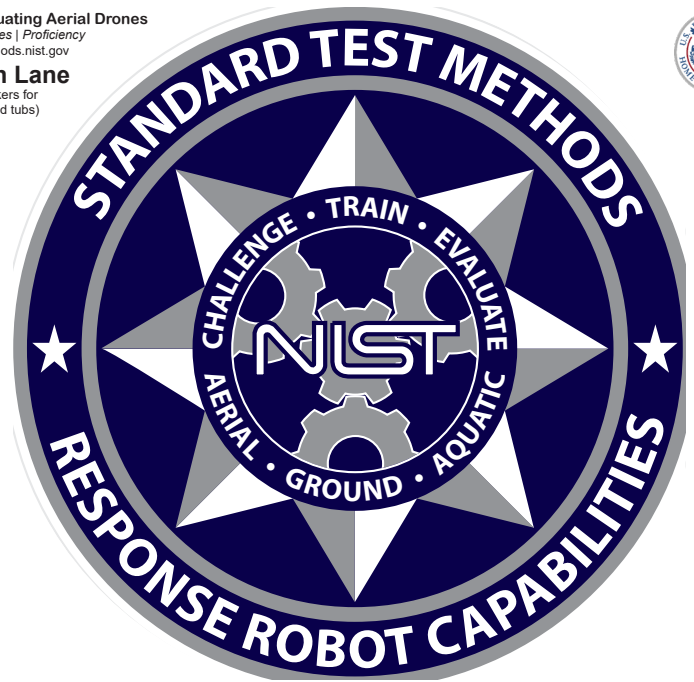 uating Aerial Drones
es | Proficiency
ods.nist.gov
n Lane
kers for
d tubs)
U.S.
HOME
STANDARD TEST METHODS
CHALLENGE • TRAIN • EVALUATE
NIST
AERIAL • GROUND • AQUATIC
RESPONSE ROBOT CAPABILITIES